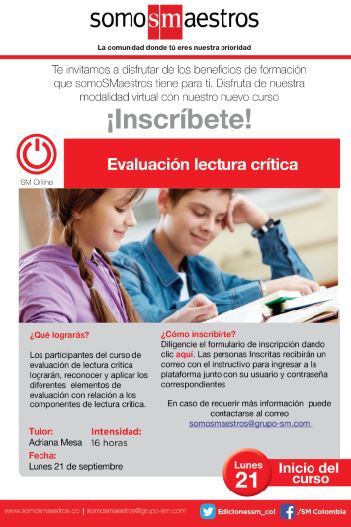 somosmaestros
La comunidad donde tú eres nuestra prioridad
Te invitamos a disfrutar de los beneficios de formación
que somoSMaestros tiene para ti. Disfruta de nuestra
modalidad virtual con nuestro nuevo curso
¡Inscríbete!
SM Online
Evaluación lectura crítica
¿Qué lograrás?
Los participantes del curso de
evaluación de lectura crítica
lograrán, reconocer y aplicar los
diferentes elementos de
evaluación con relación a los
componentes de lectura crítica.
Tutor:
Adriana Mesa
Intensidad:
16 horas
Fecha:
Lunes 21 de septiembre
¿Cómo inscribirte?
Diligencie el formulario de inscripción dando
clic aquí. Las personas Inscritas recibirán un
correo con el instructivo para ingresar a la
plataforma junto con su usuario y contraseña
correspondientes
En caso de recuerir más información puede
contactarse al correo
somosmaestros@grupo-sm.com
Lunes
21
Inicio del
curso
www.somosmaestros.co | somosmaestros@grupo-sm.com
Edicionessm_col
/SM Colombia